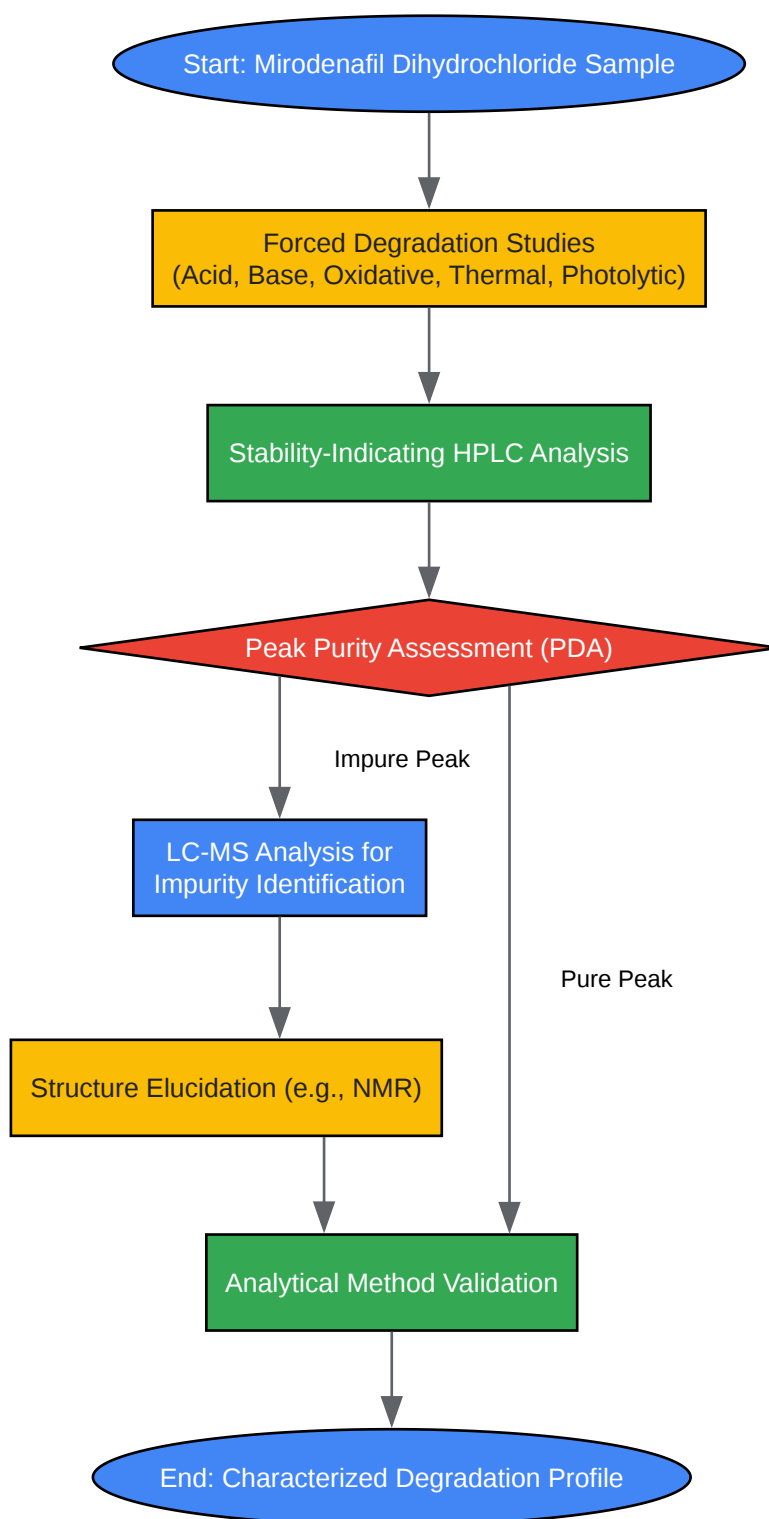 Start: Mirodenafil Dihydrochloride Sample
Forced Degradation Studies
(Acid, Base, Oxidative, Thermal, Photolytic)
Stability-Indicating HPLC Analysis
Peak Purity Assessment (PDA)
Impure Peak
LC-MS Analysis for
Impurity Identification
Pure Peak
Structure Elucidation (e.g., NMR)
Analytical Method Validation
End: Characterized Degradation Profile